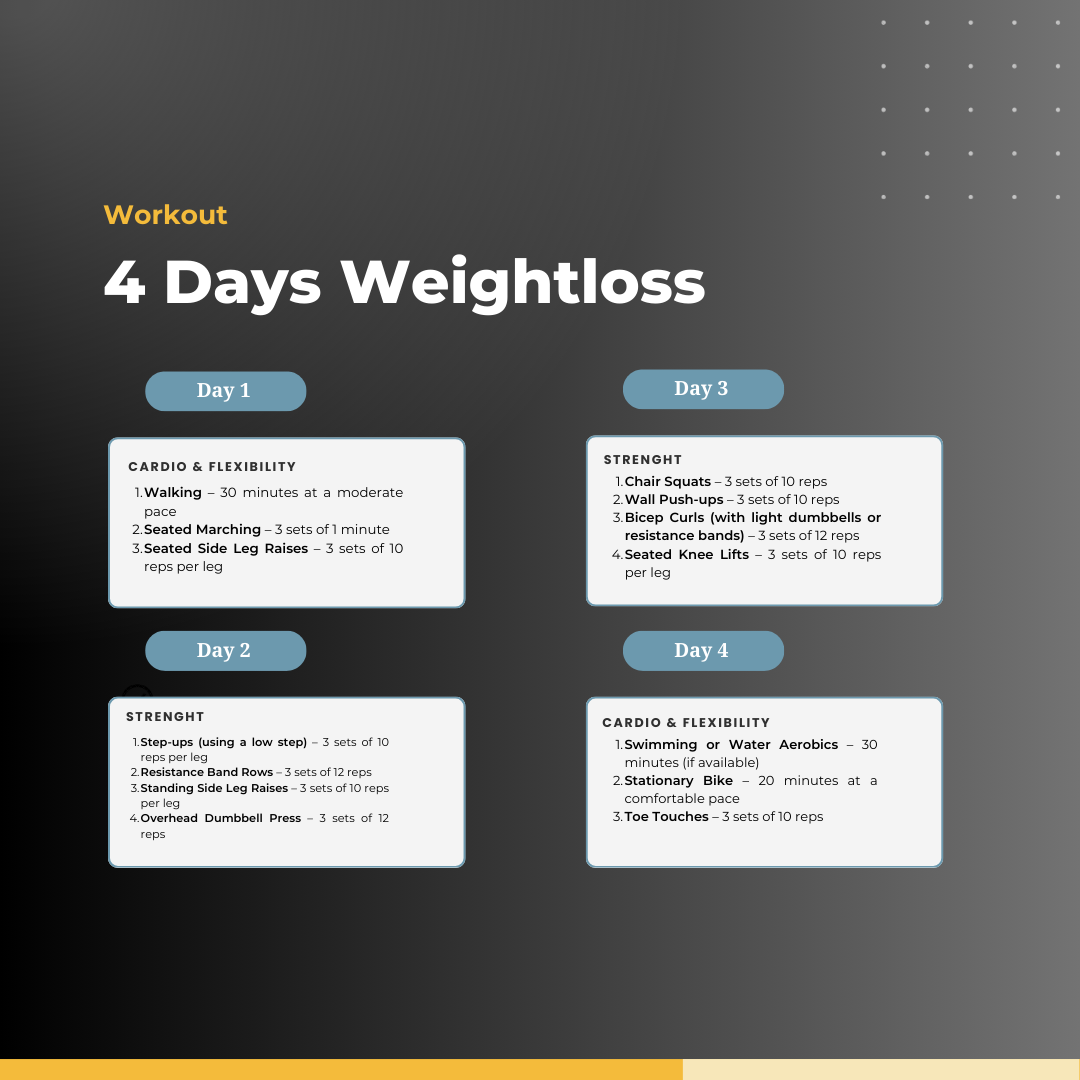 Workout
4 Days Weightloss
Day 1
CARDIO & FLEXIBILITY
1. Walking – 30 minutes at a moderate
pace
2. Seated Marching – 3 sets of 1 minute
3. Seated Side Leg Raises – 3 sets of 10
reps per leg
Day 2
STRENGHT
1. Step-ups (using a low step) – 3 sets of 10
reps per leg
2. Resistance Band Rows – 3 sets of 12 reps
3. Standing Side Leg Raises – 3 sets of 10 reps
per leg
4. Overhead Dumbbell Press – 3 sets of 12
reps
Day 3
STRENGHT
1. Chair Squats – 3 sets of 10 reps
2. Wall Push-ups – 3 sets of 10 reps
3. Bicep Curls (with light dumbbells or
resistance bands) – 3 sets of 12 reps
4. Seated Knee Lifts – 3 sets of 10 reps
per leg
Day 4
CARDIO & FLEXIBILITY
1. Swimming or Water Aerobics – 30
minutes (if available)
2. Stationary Bike – 20 minutes at a
comfortable pace
3. Toe Touches – 3 sets of 10 reps